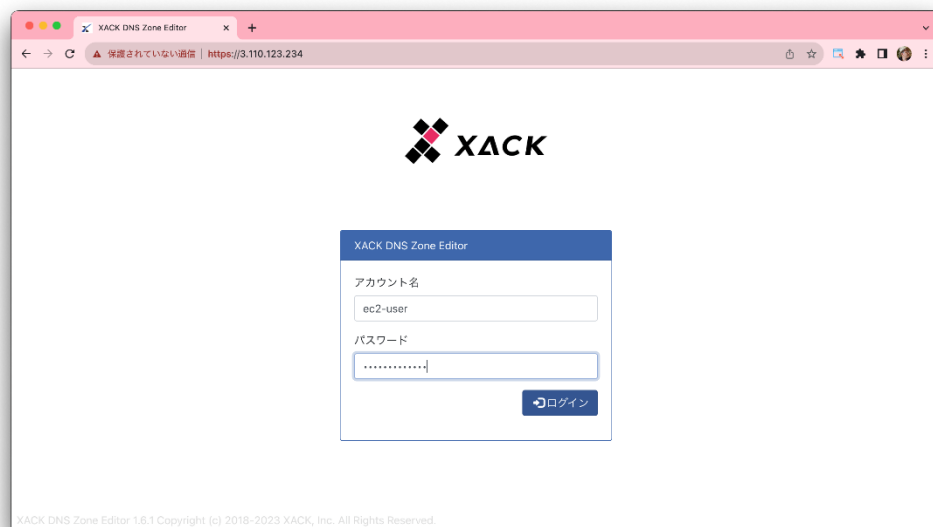 XACK DNS Zone Editor
保護されていない通信 | https://3.110.123.234
XACK
XACK DNS Zone Editor
アカウント名
ec2-user
パスワード
•••••••••••••
ログイン
XACK DNS Zone Editor 1.6.1 Copyright (c) 2018-2023 XACK, Inc. All Rights Reserved.